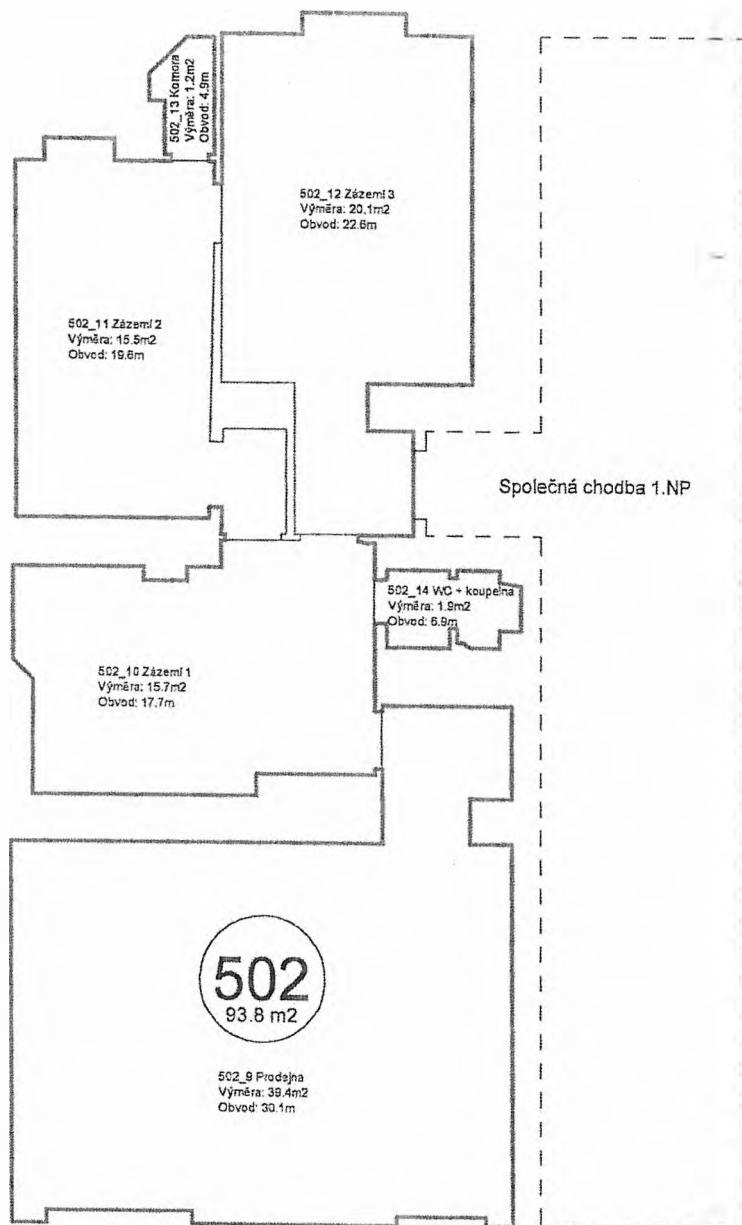 502_13 Komora
Výměra: 1.2m2
Obvod: 4.9m
502_12 Zázemí 3
Výměra: 20.1m2
Obvod: 22.6m
502_11 Zázemí 2
Výměra: 15.5m2
Obvod: 19.6m
Společná chodba 1.NP
502_14 WC + koupelna
Výměra: 1.9m2
Obvod: 6.9m
502_10 Zázemí 1
Výměra: 15.7m2
Obvod: 17.7m
502
93.8 m2
502_9 Prodejna
Výměra: 39.4m2
Obvod: 30.1m